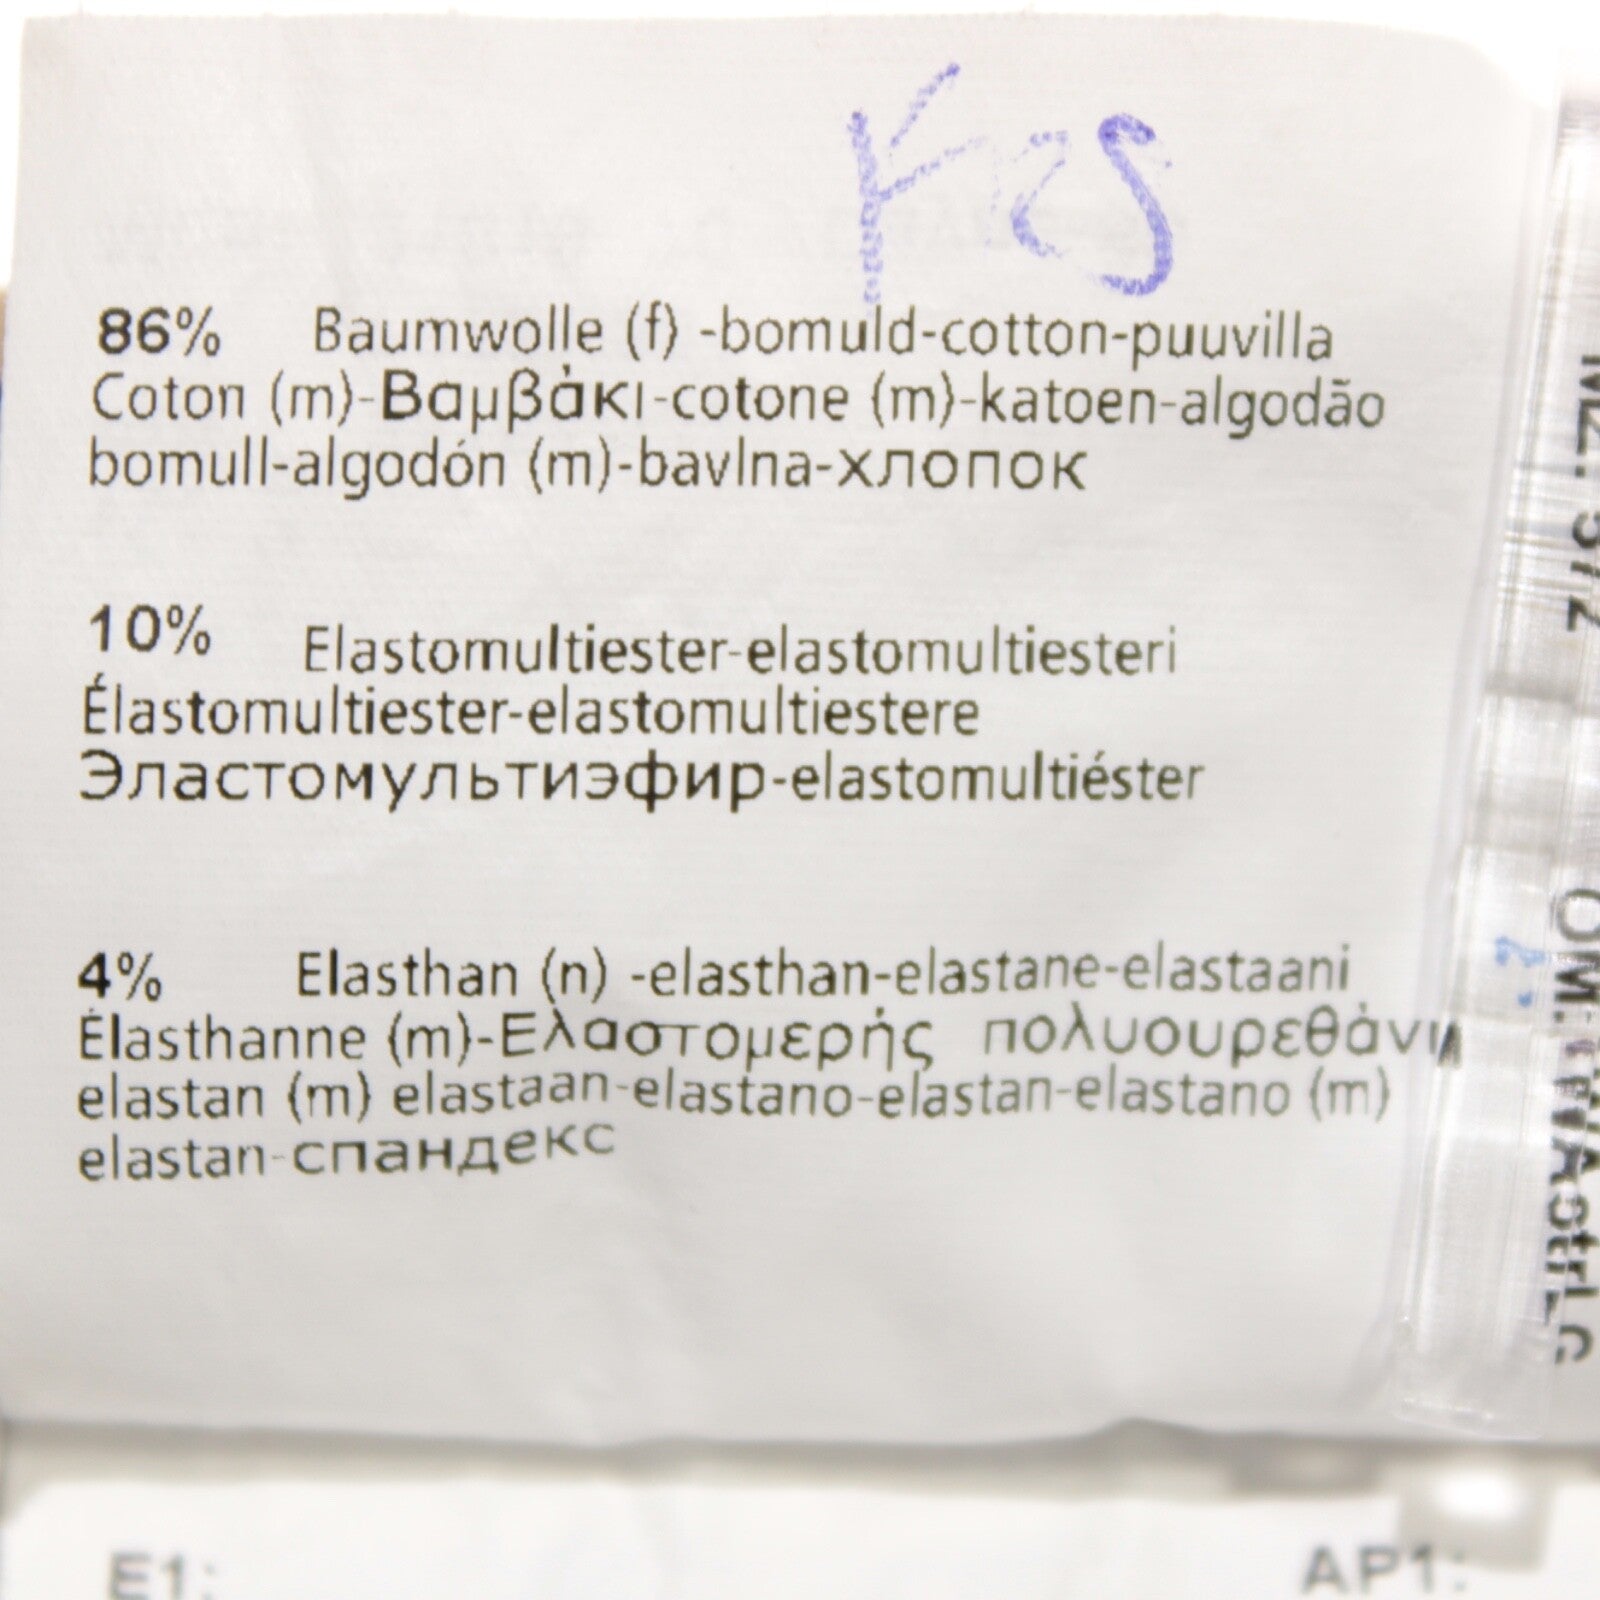 86% Baumwolle (f) -bomuld-cotton-puuvilla
Coton (m)-Βαμβάκι-cotone (m)-katoen-algodão
bomull-algodón (m)-bavlna-хлопок
10% Elastomultiester-elastomultiesteri
Élastomultiester-elastomultiestere
Эластомультиэфир-elastomultiéster
4% Elasthan (n) -elasthan-elastane-elastaani
Élasthanne (m)-Ελαστομερής πολυουρεθάνη
elastan (m) elastaan-elastano-elastan-elastano (m)
elastan-спандекс
E1: AP1: